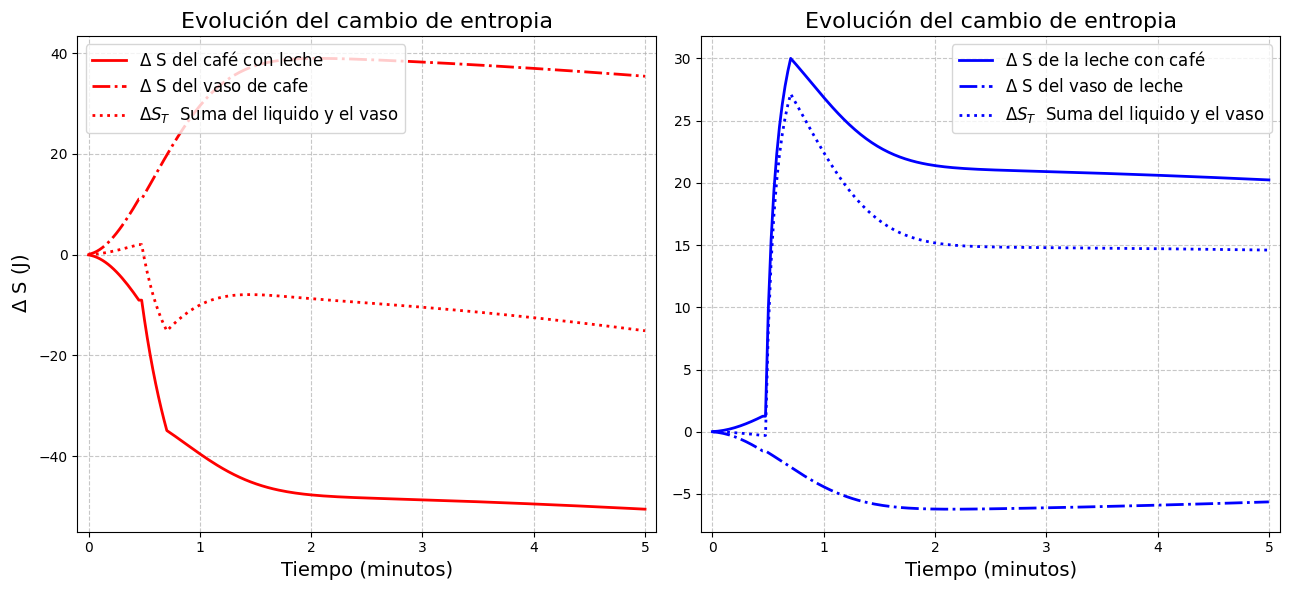 Evolución del cambio de entropia
Δ S del café con leche
Δ S del vaso de cafe
ΔS_T Suma del liquido y el vaso
40
20
0
−20
−40
Δ S (J)
0 1 2 3 4 5
Tiempo (minutos)
Evolución del cambio de entropia
Δ S de la leche con café
Δ S del vaso de leche
ΔS_T Suma del liquido y el vaso
30
25
20
15
10
5
0
−5
0 1 2 3 4 5
Tiempo (minutos)